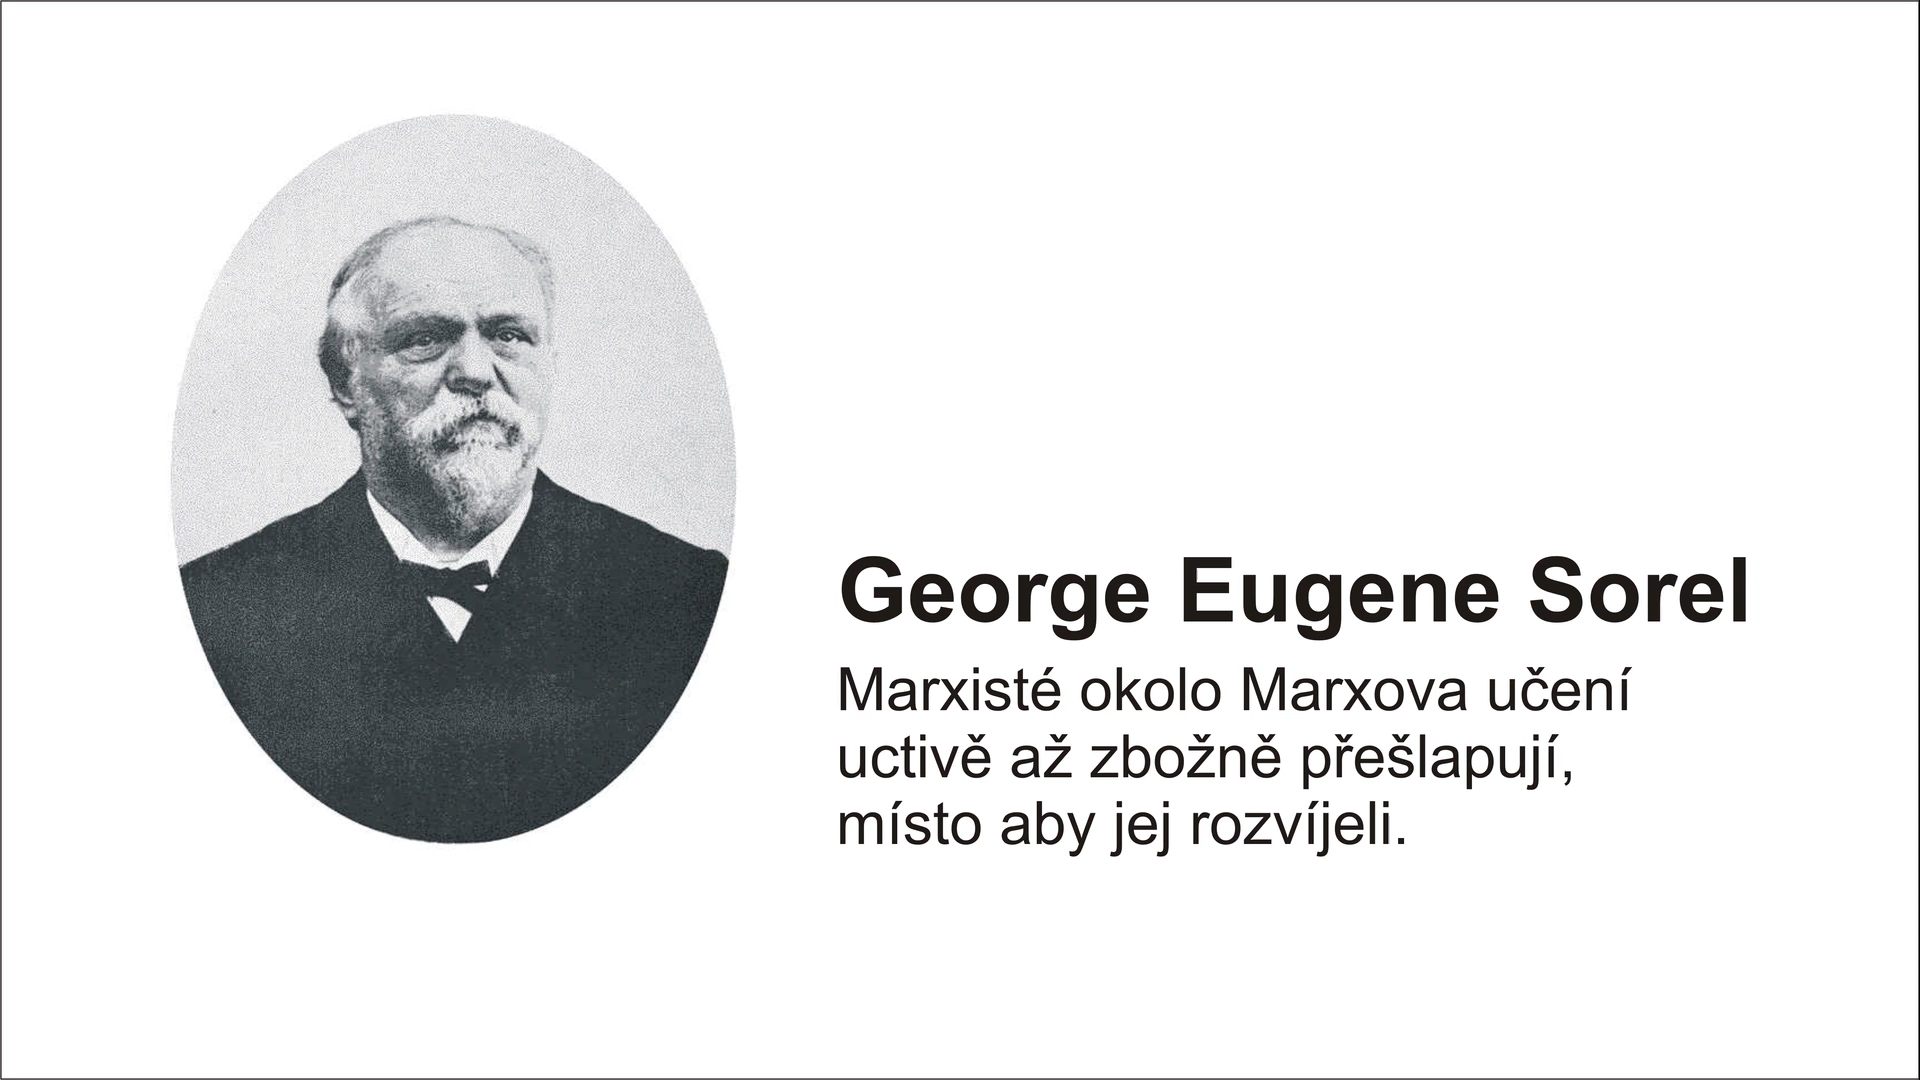 George Eugene Sorel
Marxisté okolo Marxova učení
uctivě až zbožně přešlapují,
místo aby jej rozvíjeli.